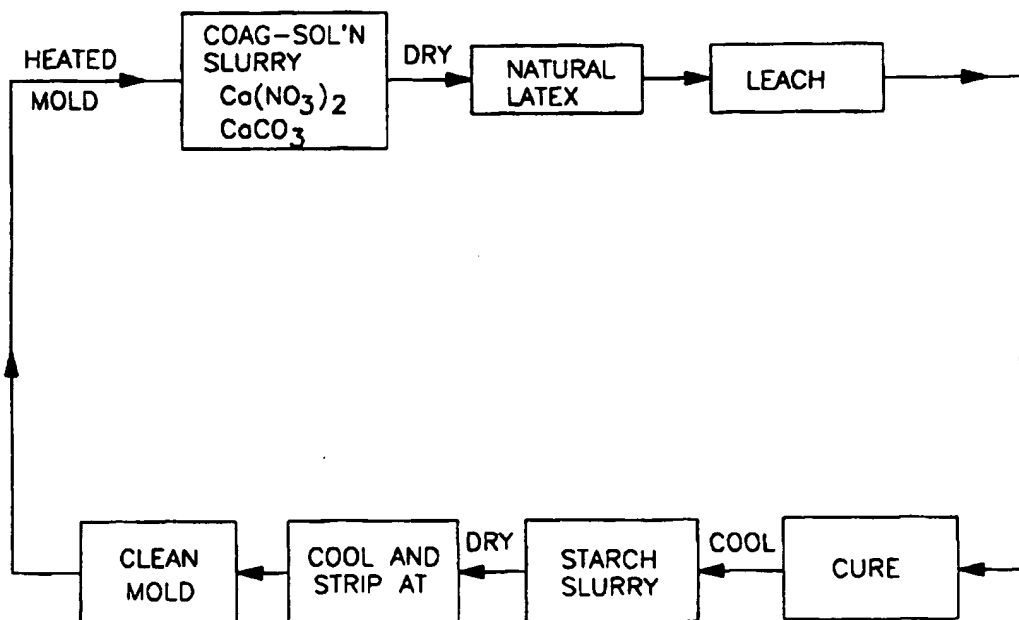 HEATED
MOLD
COAG-SOL'N
SLURRY
Ca(NO3)2
CaCO3
DRY
NATURAL
LATEX
LEACH
CLEAN
MOLD
COOL AND
STRIP AT
DRY
STARCH
SLURRY
COOL
CURE